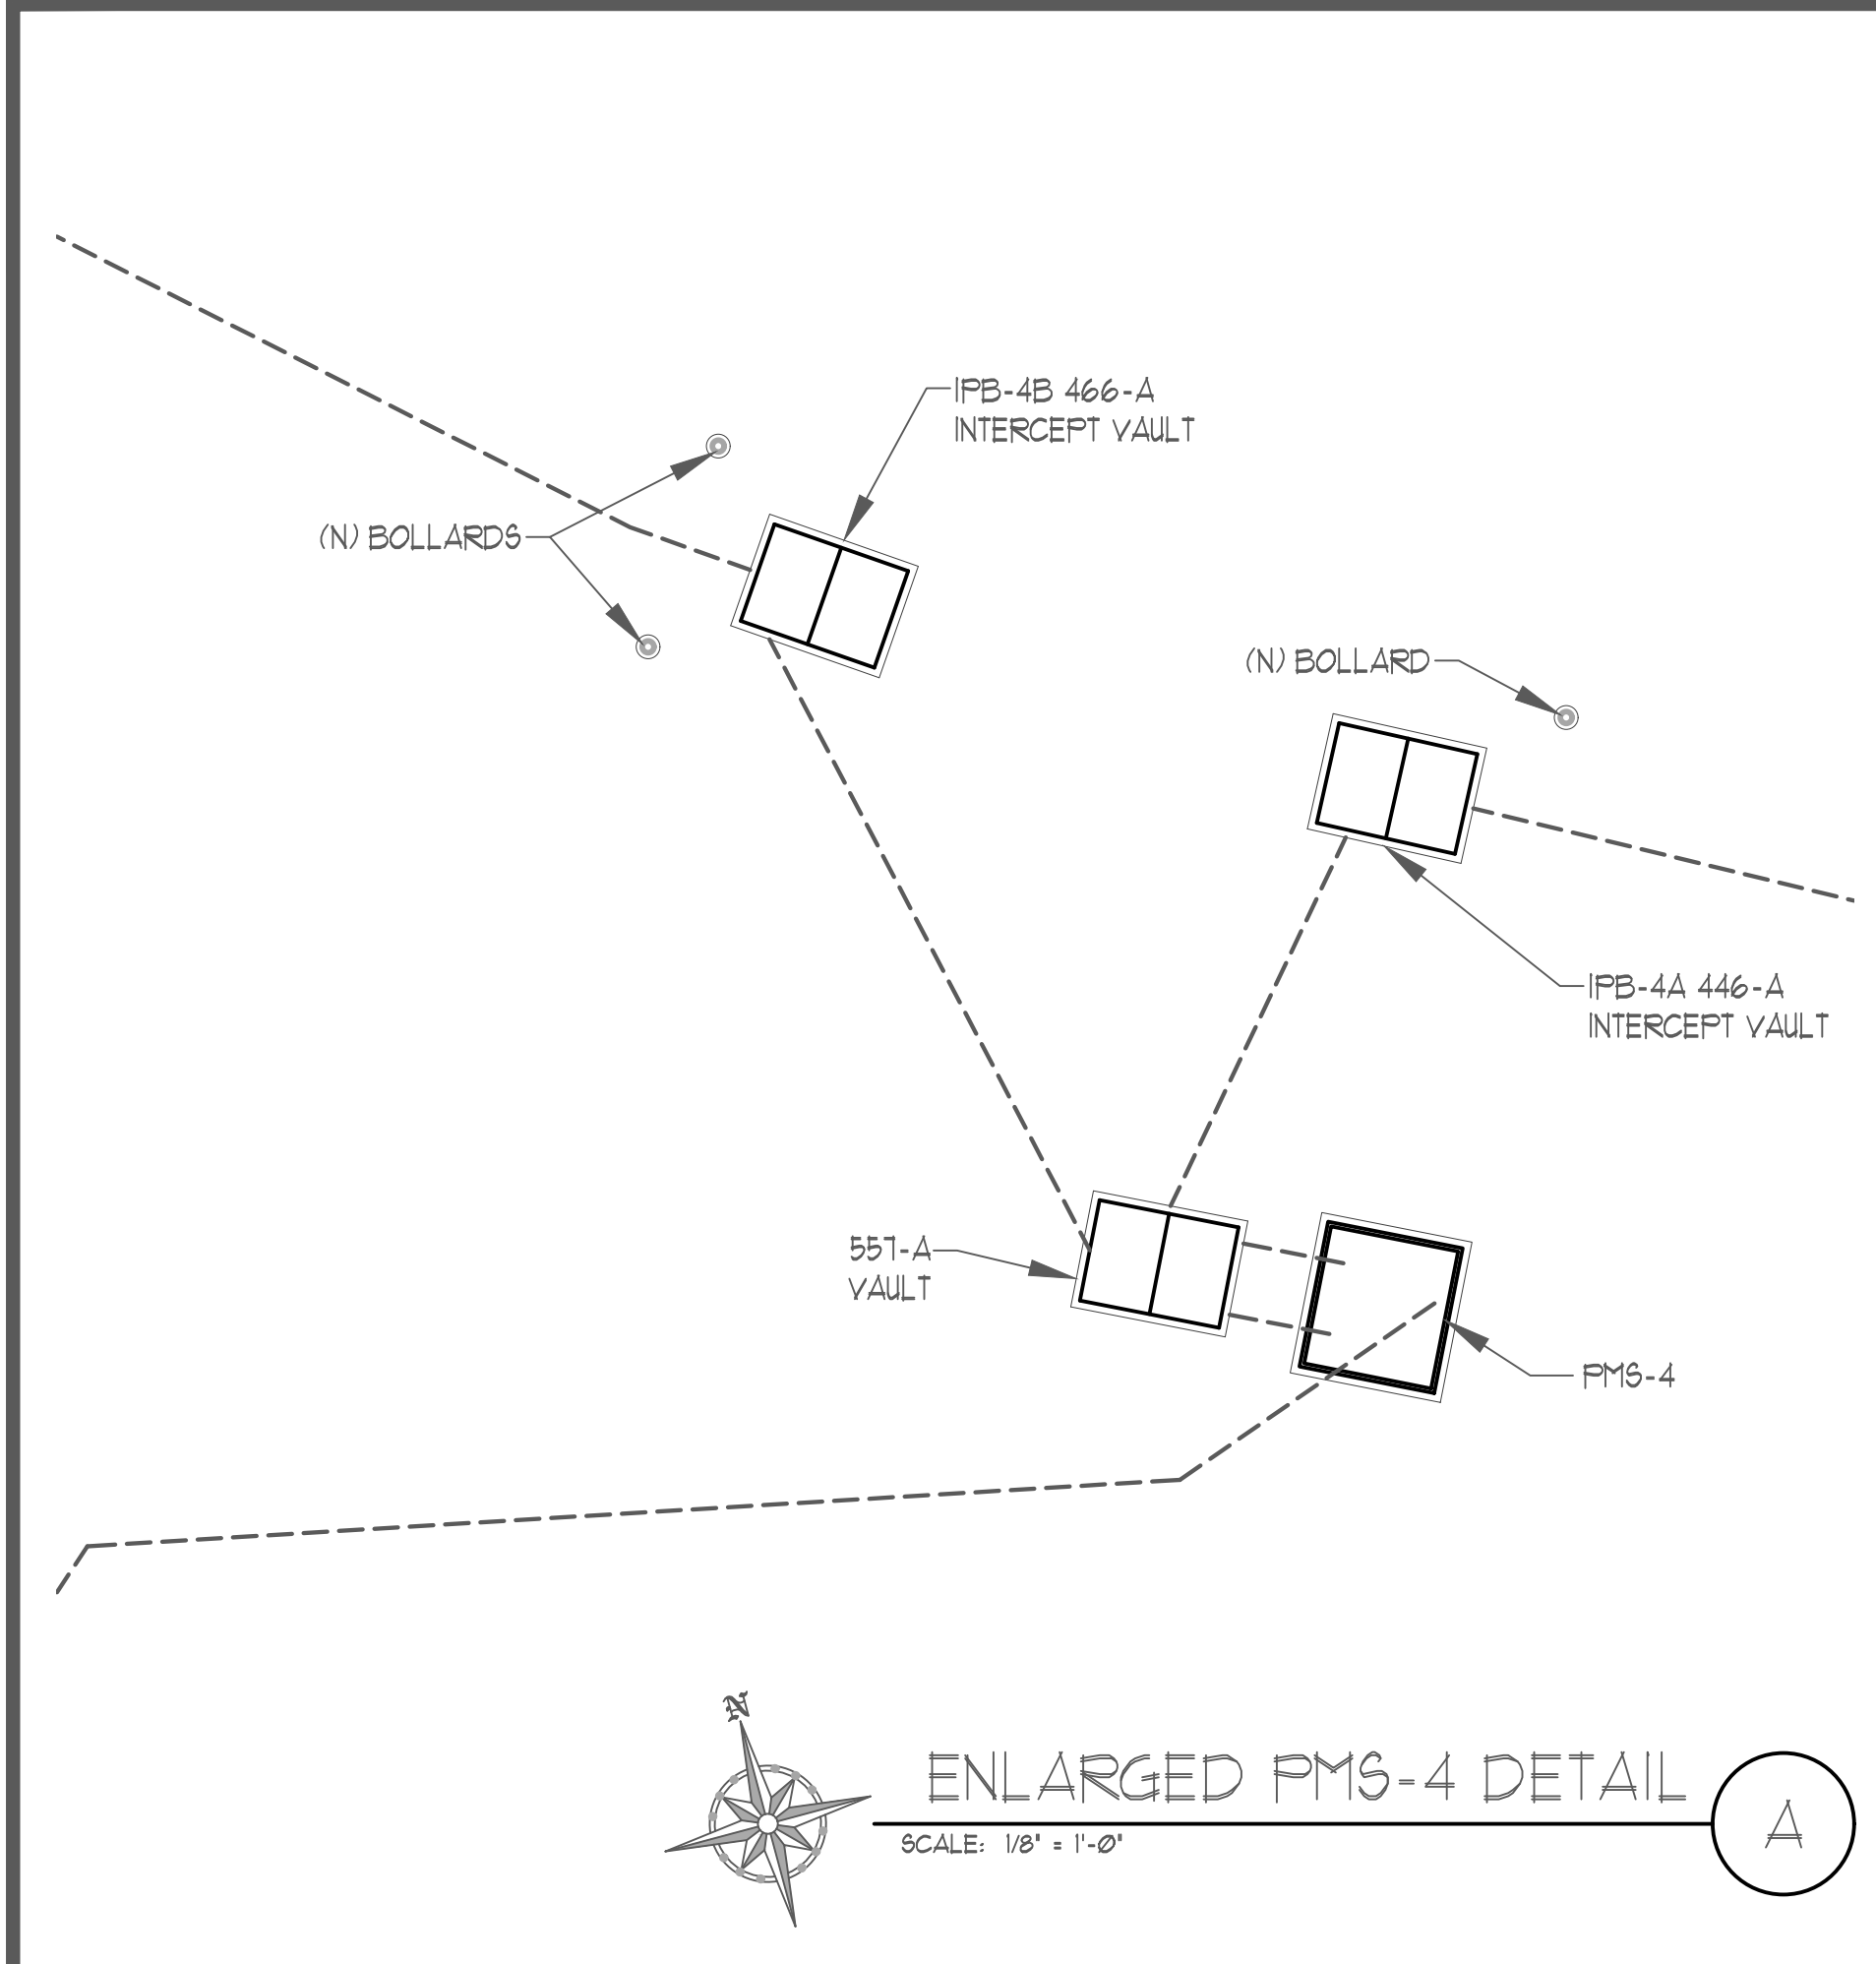 IPB-4B 466-A
INTERCEPT VAULT
(N) BOLLARDS
(N) BOLLARD
IPB-4A 446-A
INTERCEPT VAULT
557-A
VAULT
PMS-4
N
ENLARGED PMS-4 DETAIL
A
SCALE: 1/8" = 1'-0"